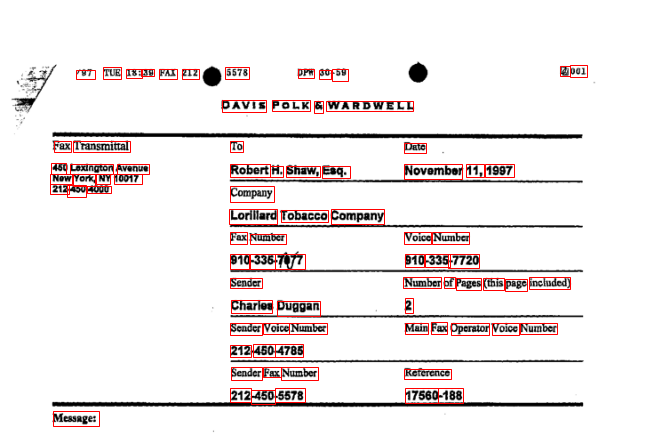 '97 TUE 18:39 FAX 212 5578 DPW 30-59 001
DAVIS POLK & WARDWELL
Fax Transmittal To Date
450 Lexington Avenue
New York, NY 10017
212-450-4000
Robert H. Shaw, Esq. November 11, 1997
Company
Lorillard Tobacco Company
Fax Number Voice Number
910-335- 910-335-7720
Sender Number of Pages (this page included)
Charles Duggan 2
Sender Voice Number Main Fax Operator Voice Number
212-450-4785
Sender Fax Number Reference
212-450-5578 17560-188
Message: